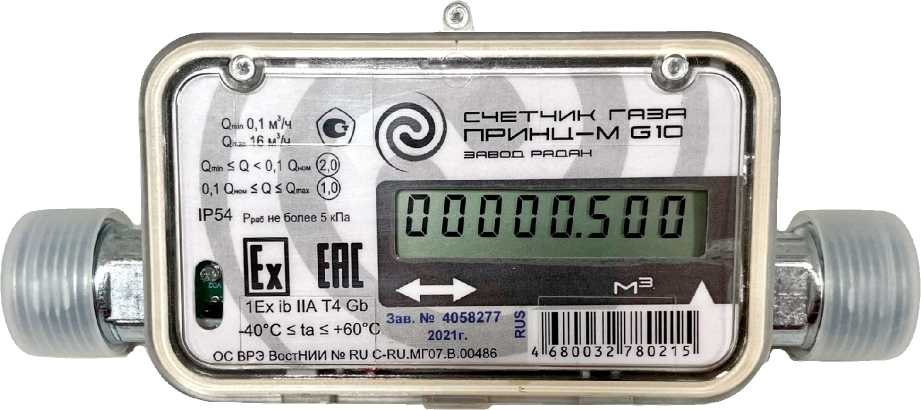 Qmin 0,1 м³/ч
Qmax 16 м³/ч
Qmin ≤ Q < 0,1 Qном 2,0
0,1 Qном ≤ Q ≤ Qmax 1,0
IP54 Pраб не более 5 кПа
Ex EAC
1Ex ib IIA T4 Gb
-40°C ≤ ta ≤ +60°C
ОС ВРЭ ВостНИИ № RU C-RU.МГ07.В.00486
СЧЕТЧИК ГАЗА
ПРИНЦ-М G10
ЗАВОД РАДАН
00000.500
м³
Зав. № 4058277
2021г.
RUS
4 680032 780215